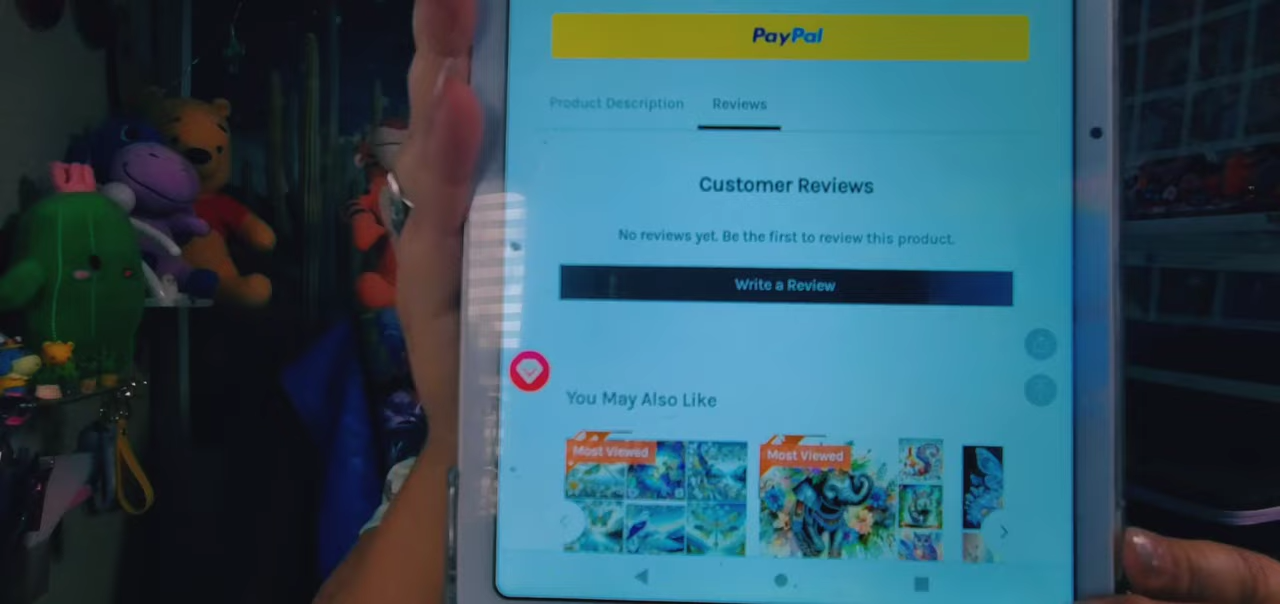 PayPal
Product Description Reviews
Customer Reviews
No reviews yet. Be the first to review this product.
Write a Review
You May Also Like
Most Viewed Most Viewed